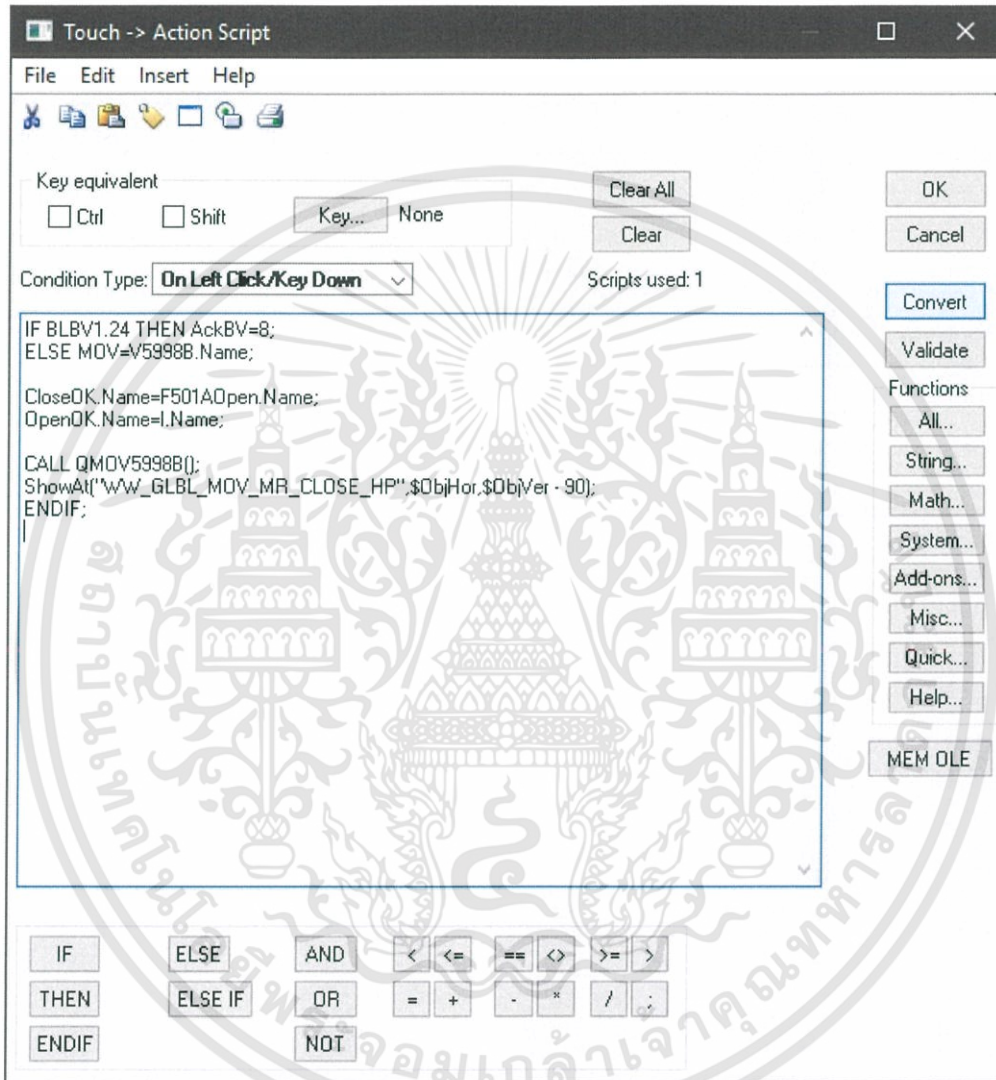 Touch -> Action Script
File Edit Insert Help
Key equivalent
Ctrl Shift Key... None
Clear All
Clear
OK
Cancel
Condition Type: On Left Click/Key Down
Scripts used: 1
Convert
Validate
IF BLBV1.24 THEN AckBV=8;
ELSE MOV=V5998B.Name;
CloseOK.Name=F501AOpen.Name;
OpenOK.Name=I.Name;
CALL QMOV5998B();
ShowAt("WW_GLBL_MOV_MR_CLOSE_HP",$ObjHor,$ObjVer - 90);
ENDIF;
Functions
All...
String...
Math...
System...
Add-ons...
Misc...
Quick...
Help...
MEM OLE
IF ELSE AND < <= == <> >= >
THEN ELSE IF OR = + - * / ;
ENDIF NOT